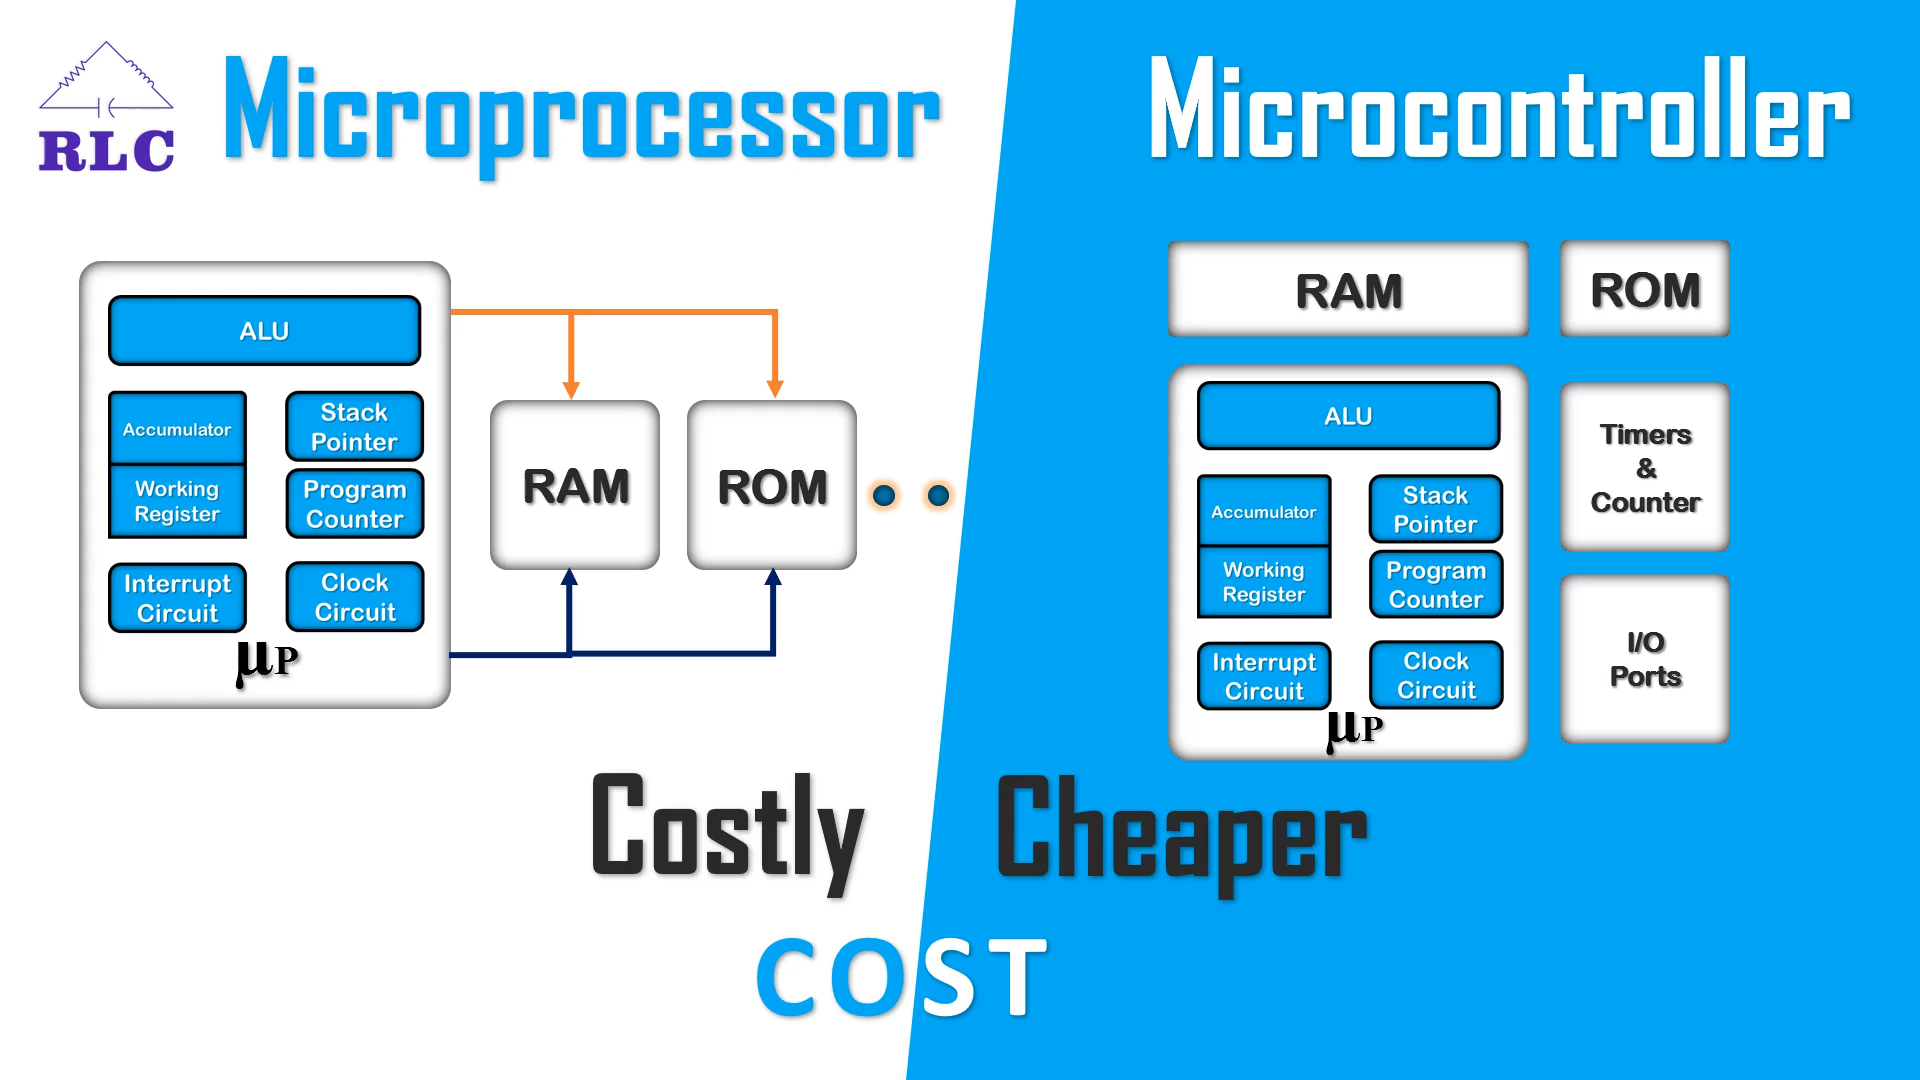 RLC
Microprocessor
ALU
Accumulator
Working
Register
Stack
Pointer
Program
Counter
Interrupt
Circuit
Clock
Circuit
µP
RAM
ROM
Microcontroller
RAM
ROM
ALU
Accumulator
Working
Register
Stack
Pointer
Program
Counter
Interrupt
Circuit
Clock
Circuit
µP
Timers
&
Counter
I/O
Ports
Costly
Cheaper
COST